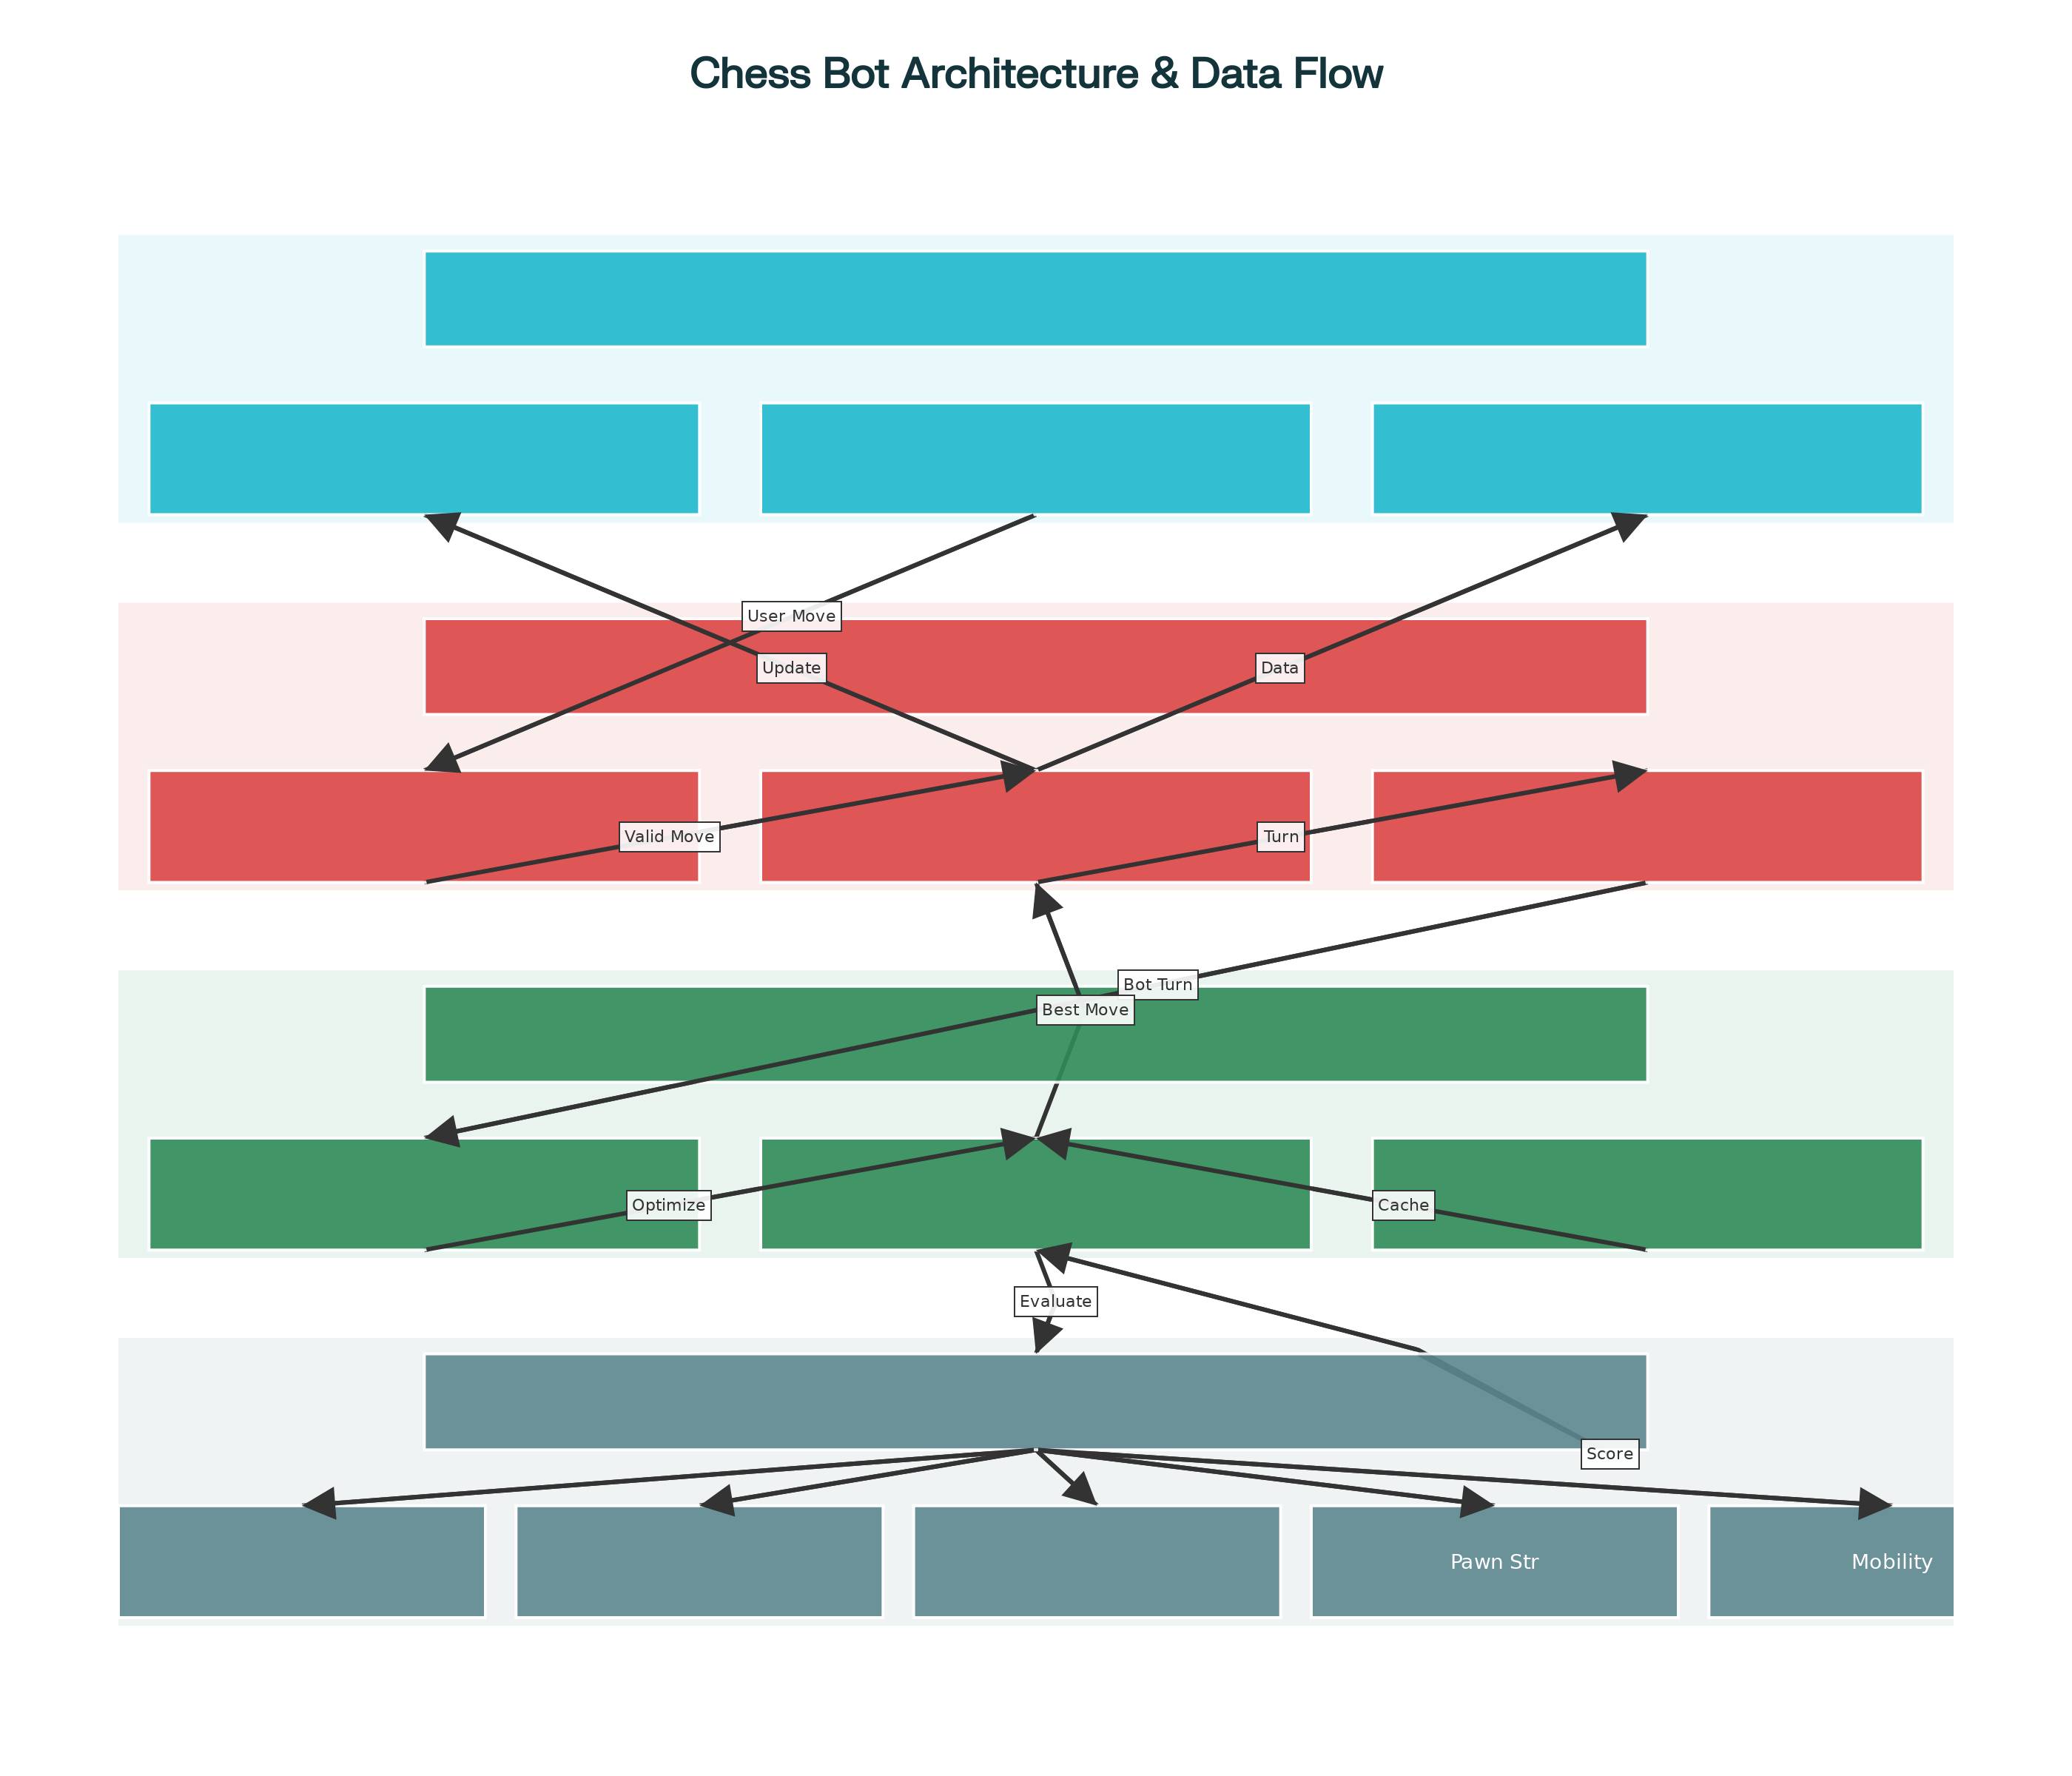 Chess Bot Architecture & Data Flow
User Move
Update
Data
Valid Move
Turn
Bot Turn
Best Move
Optimize
Cache
Evaluate
Score
Pawn Str
Mobility